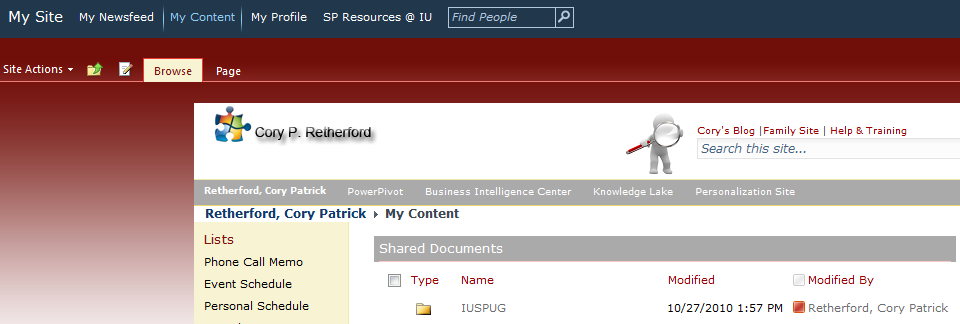 My Site My Newsfeed My Content My Profile SP Resources @ IU Find People
Site Actions Browse Page
Cory P. Retherford
Cory's Blog |Family Site | Help & Training
Search this site...
Retherford, Cory Patrick PowerPivot Business Intelligence Center Knowledge Lake Personalization Site
Retherford, Cory Patrick My Content
Lists
Phone Call Memo
Event Schedule
Personal Schedule
Shared Documents
Type Name Modified Modified By
IUSPUG 10/27/2010 1:57 PM Retherford, Cory Patrick